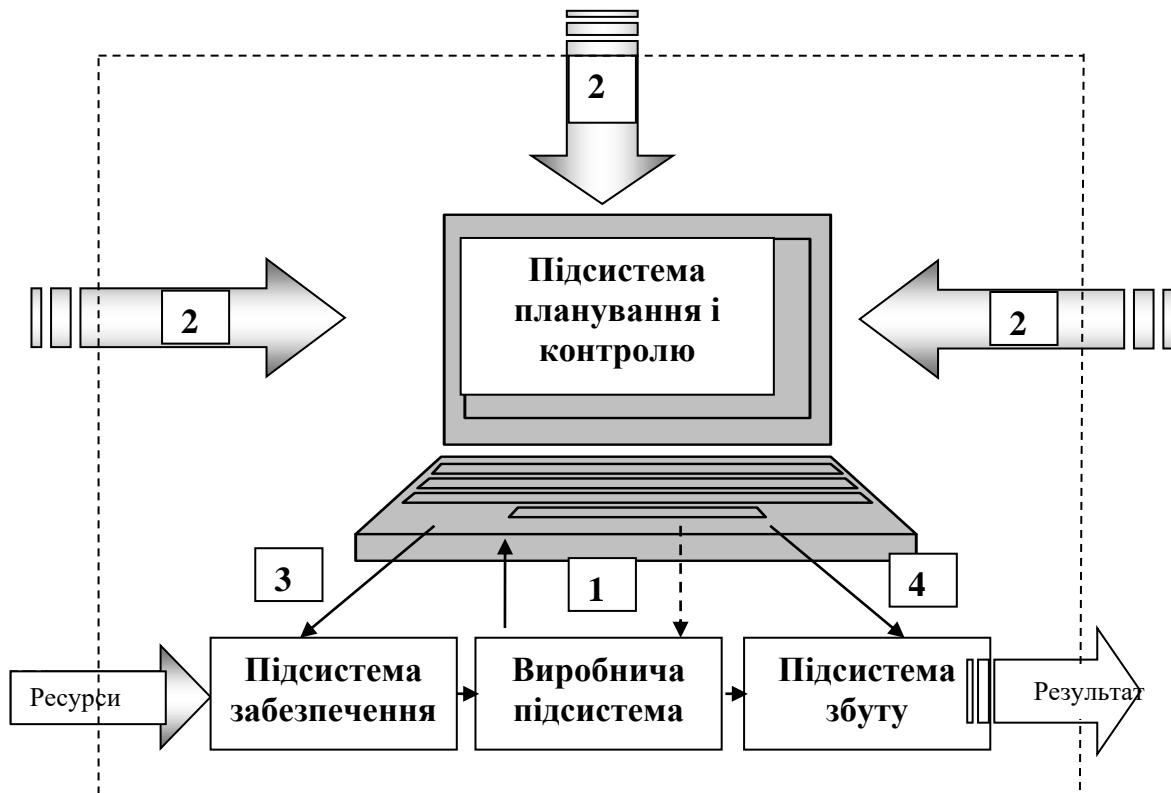 2
Підсистема
планування і
контролю
2
2
3
1
4
Ресурси
Підсистема
забезпечення
Виробнича
підсистема
Підсистема
збуту
Результат